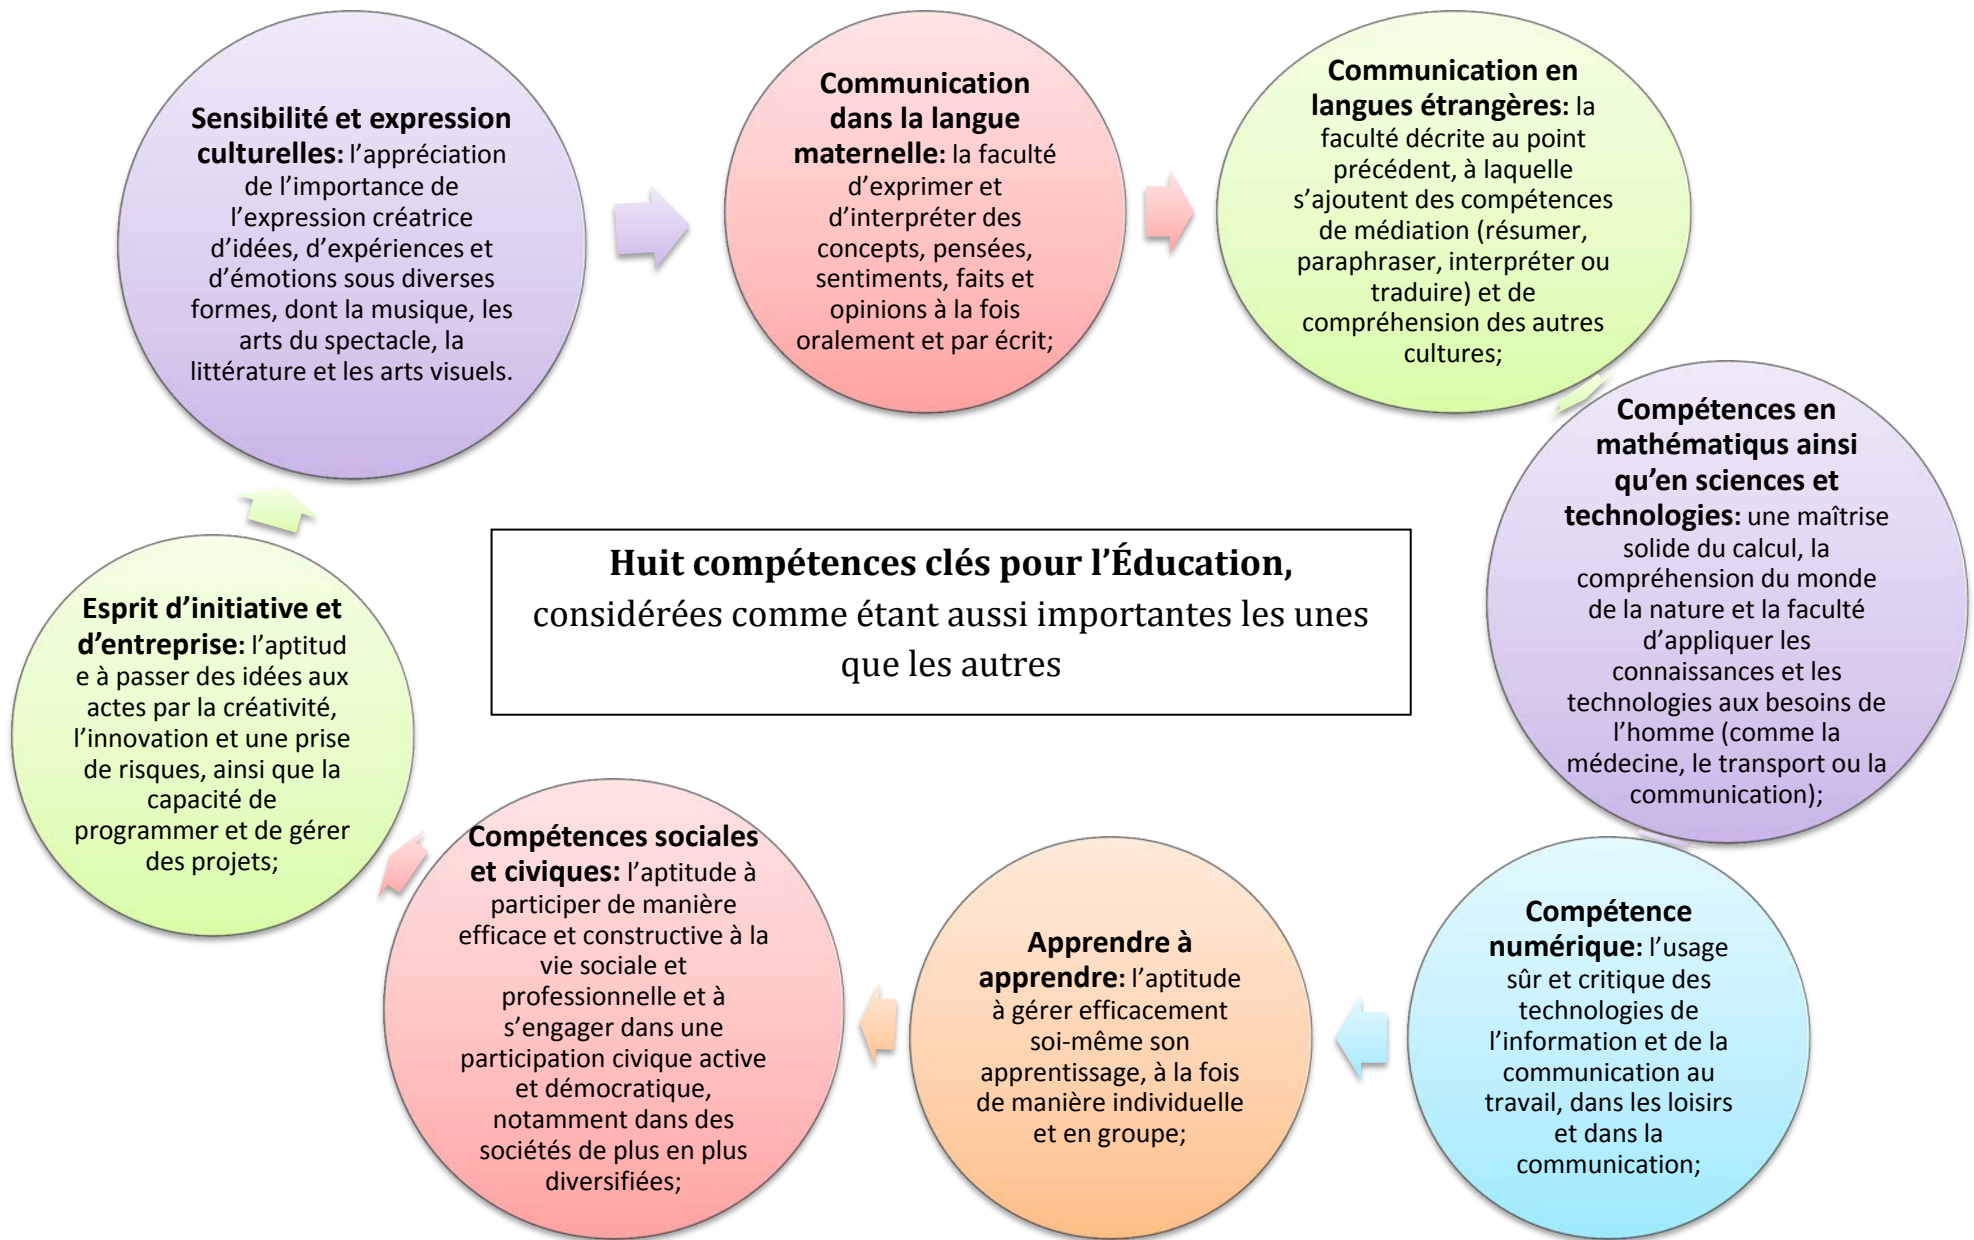 Sensibilité et expression
culturelles: l’appréciation
de l’importance de
l’expression créatrice
d’idées, d’expériences et
d’émotions sous diverses
formes, dont la musique, les
arts du spectacle, la
littérature et les arts visuels.
Communication
dans la langue
maternelle: la faculté
d’exprimer et
d’interpréter des
concepts, pensées,
sentiments, faits et
opinions à la fois
oralement et par écrit;
Communication en
langues étrangères: la
faculté décrite au point
précédent, à laquelle
s’ajoutent des compétences
de médiation (résumer,
paraphraser, interpréter ou
traduire) et de
compréhension des autres
cultures;
Compétences en
mathématiqus ainsi
qu’en sciences et
technologies: une maîtrise
solide du calcul, la
compréhension du monde
de la nature et la faculté
d’appliquer les
connaissances et les
technologies aux besoins de
l’homme (comme la
médecine, le transport ou la
communication);
Compétence
numérique: l’usage
sûr et critique des
technologies de
l’information et de la
communication au
travail, dans les loisirs
et dans la
communication;
Apprendre à
apprendre: l’aptitude
à gérer efficacement
soi-même son
apprentissage, à la fois
de manière individuelle
et en groupe;
Compétences sociales
et civiques: l’aptitude à
participer de manière
efficace et constructive à la
vie sociale et
professionnelle et à
s’engager dans une
participation civique active
et démocratique,
notamment dans des
sociétés de plus en plus
diversifiées;
Esprit d’initiative et
d’entreprise: l’aptitud
e à passer des idées aux
actes par la créativité,
l’innovation et une prise
de risques, ainsi que la
capacité de
programmer et de gérer
des projets;
Huit compétences clés pour l’Éducation,
considérées comme étant aussi importantes les unes
que les autres